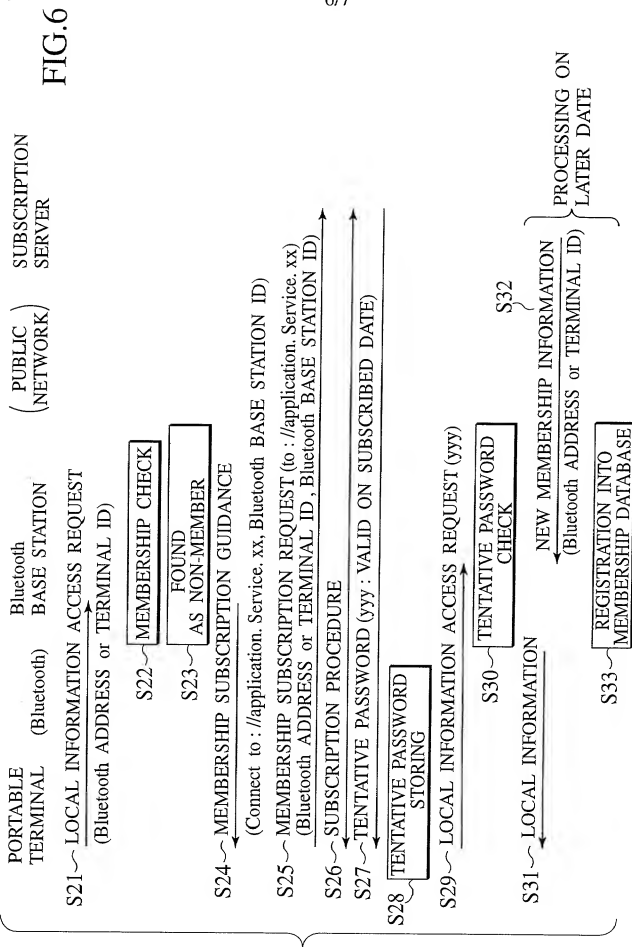 6/7
FIG.6
PORTABLE
TERMINAL
(Bluetooth)
Bluetooth
BASE STATION
(PUBLIC
NETWORK)
SUBSCRIPTION
SERVER
S21 LOCAL INFORMATION ACCESS REQUEST
(Bluetooth ADDRESS or TERMINAL ID)
S22 MEMBERSHIP CHECK
S23 FOUND
AS NON-MEMBER
S24 MEMBERSHIP SUBSCRIPTION GUIDANCE
(Connect to : //application. Service. xx, Bluetooth BASE STATION ID)
S25 MEMBERSHIP SUBSCRIPTION REQUEST (to : //application. Service. xx)
(Bluetooth ADDRESS or TERMINAL ID, Bluetooth BASE STATION ID)
S26 SUBSCRIPTION PROCEDURE
S27 TENTATIVE PASSWORD (yyy : VALID ON SUBSCRIBED DATE)
S28 TENTATIVE PASSWORD
STORING
S29 LOCAL INFORMATION ACCESS REQUEST (yyy)
S30 TENTATIVE PASSWORD
CHECK
S31 LOCAL INFORMATION
S32
NEW MEMBERSHIP INFORMATION
(Bluetooth ADDRESS or TERMINAL ID)
PROCESSING ON
LATER DATE
S33 REGISTRATION INTO
MEMBERSHIP DATABASE